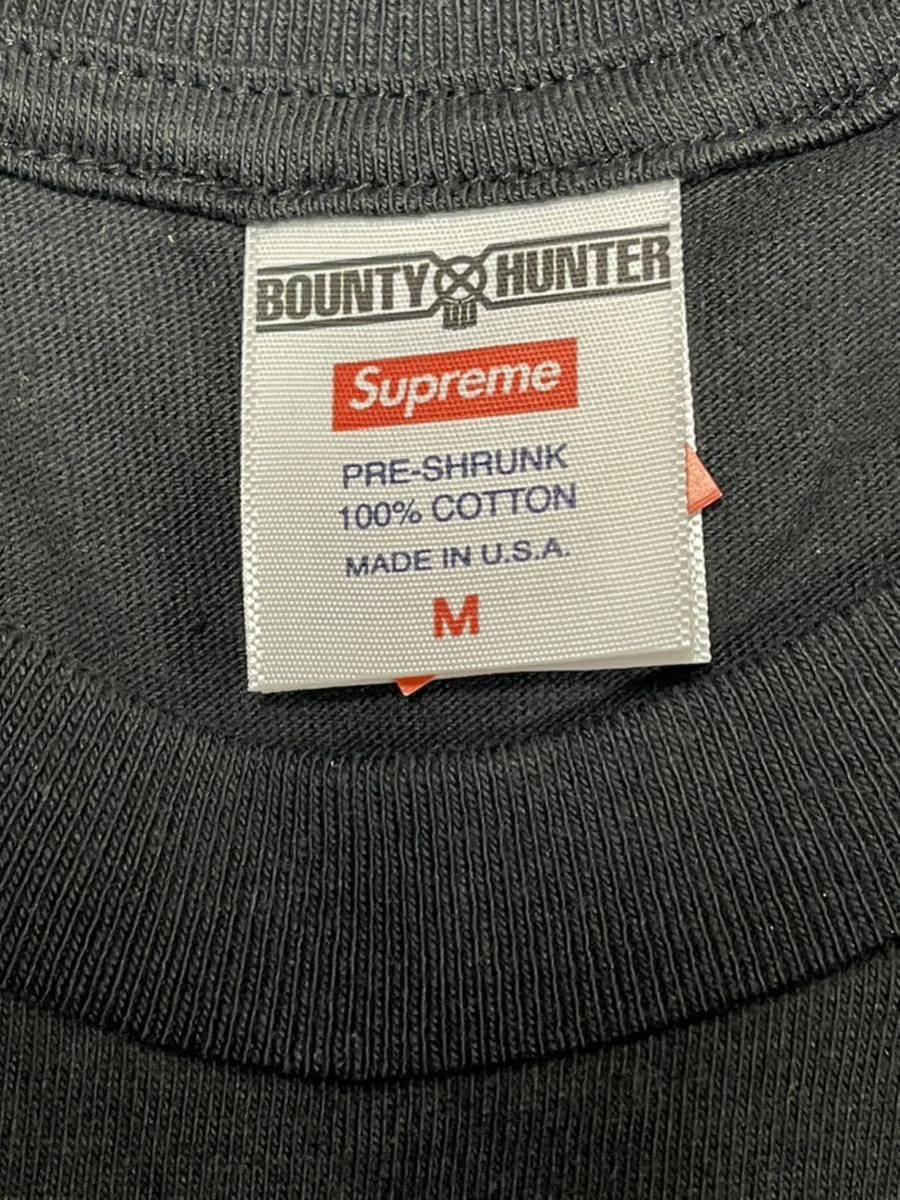 BOUNTY HUNTER
Supreme
PRE-SHRUNK
100% COTTON
MADE IN U.S.A.
M